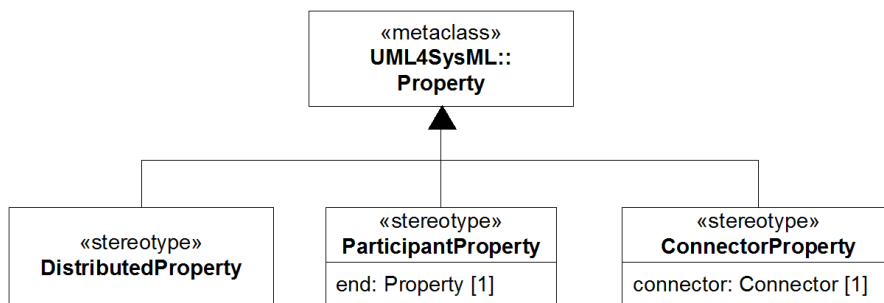 «metaclass»
UML4SysML::
Property
«stereotype»
DistributedProperty
«stereotype»
ParticipantProperty
end: Property [1]
«stereotype»
ConnectorProperty
connector: Connector [1]